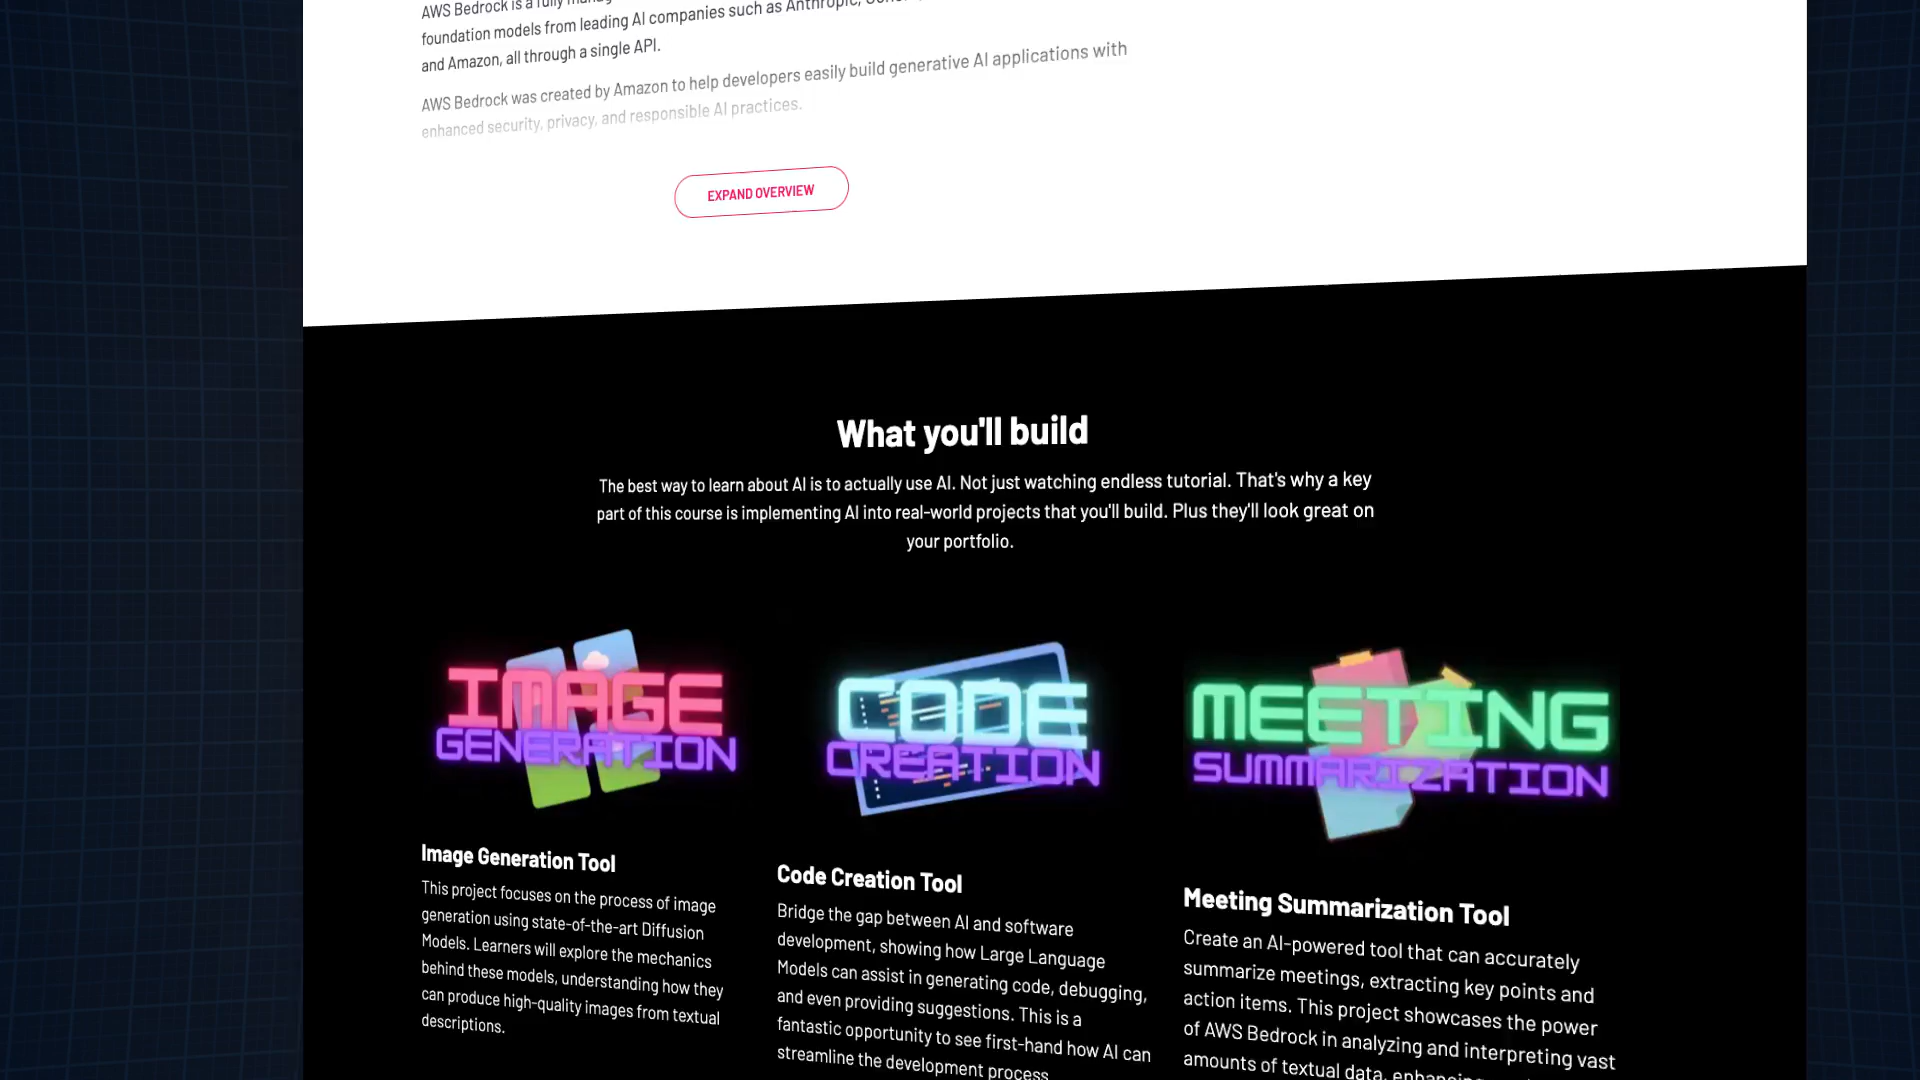 AWS Bedrock is a fully
foundation models from leading AI companies such as Anthropic,
and Amazon, all through a single API.
AWS Bedrock was created by Amazon to help developers easily build generative AI applications with
enhanced security, privacy, and responsible AI practices.
EXPAND OVERVIEW
What you'll build
The best way to learn about AI is to actually use AI. Not just watching endless tutorial. That's why a key
part of this course is implementing AI into real-world projects that you'll build. Plus they'll look great on
your portfolio.
IMAGE
GENERATION
CODE
CREATION
MEETING
SUMMARIZATION
Image Generation Tool
This project focuses on the process of image
generation using state-of-the-art Diffusion
Models. Learners will explore the mechanics
behind these models, understanding how they
can produce high-quality images from textual
descriptions.
Code Creation Tool
Bridge the gap between AI and software
development, showing how Large Language
Models can assist in generating code, debugging,
and even providing suggestions. This is a
fantastic opportunity to see first-hand how AI can
streamline the development process
Meeting Summarization Tool
Create an AI-powered tool that can accurately
summarize meetings, extracting key points and
action items. This project showcases the power
of AWS Bedrock in analyzing and interpreting vast
amounts of textual data,